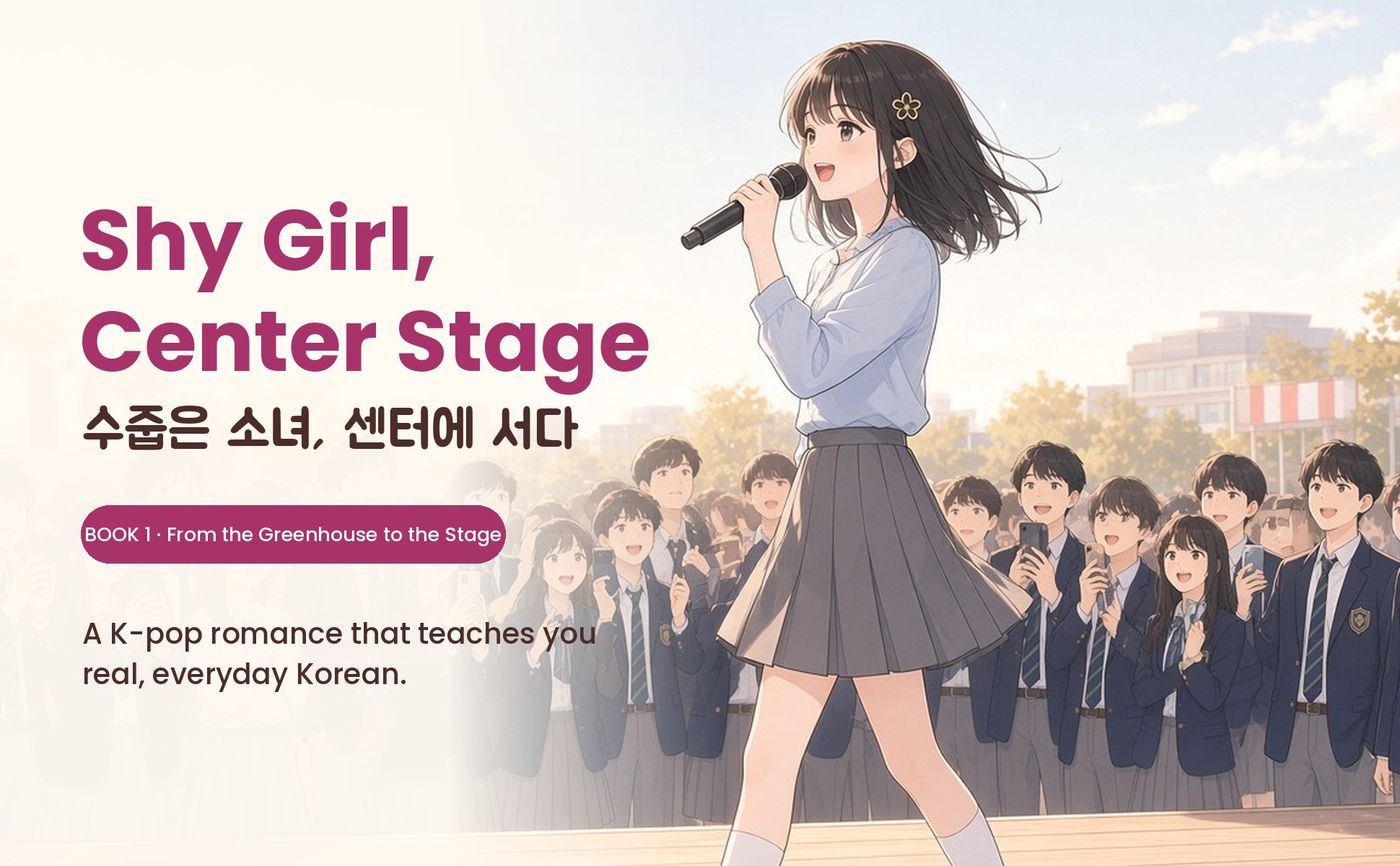 Shy Girl,
Center Stage
수줍은 소녀, 센터에 서다
BOOK 1 · From the Greenhouse to the Stage
A K-pop romance that teaches you
real, everyday Korean.